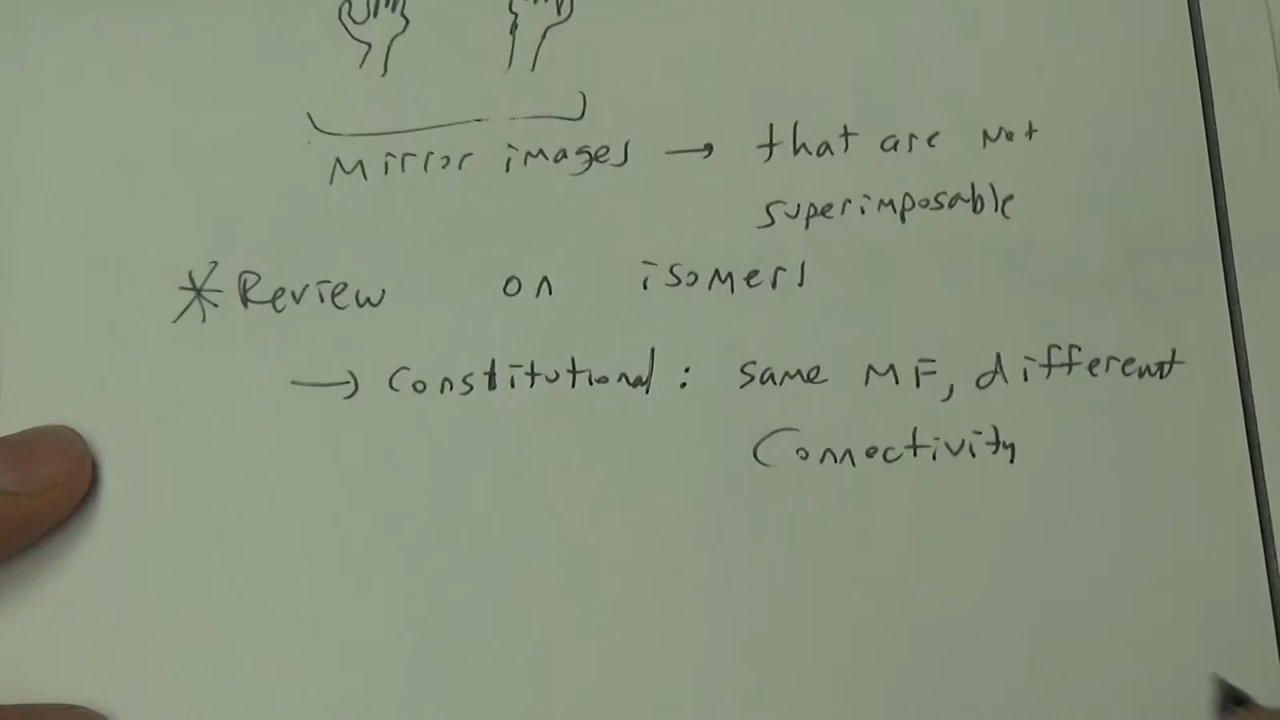 Mirror images → that are Not
superimposable
* Review on isomers
→ Constitutional : same MF, different
Connectivity